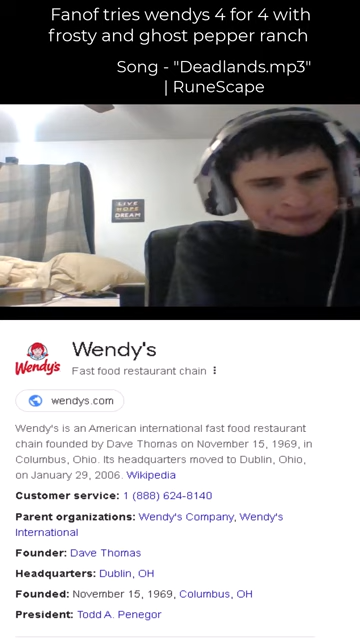 Fanof tries wendys 4 for 4 with
frosty and ghost pepper ranch
Song - "Deadlands.mp3"
| RuneScape
LIVE
HOPE
DREAM
Wendy's
Wendy's
Fast food restaurant chain
wendys.com
Wendy's is an American international fast food restaurant
chain founded by Dave Thomas on November 15, 1969, in
Columbus, Ohio. Its headquarters moved to Dublin, Ohio,
on January 29, 2006. Wikipedia
Customer service: 1 (888) 624-8140
Parent organizations: Wendy's Company, Wendy's
International
Founder: Dave Thomas
Headquarters: Dublin, OH
Founded: November 15, 1969, Columbus, OH
President: Todd A. Penegor